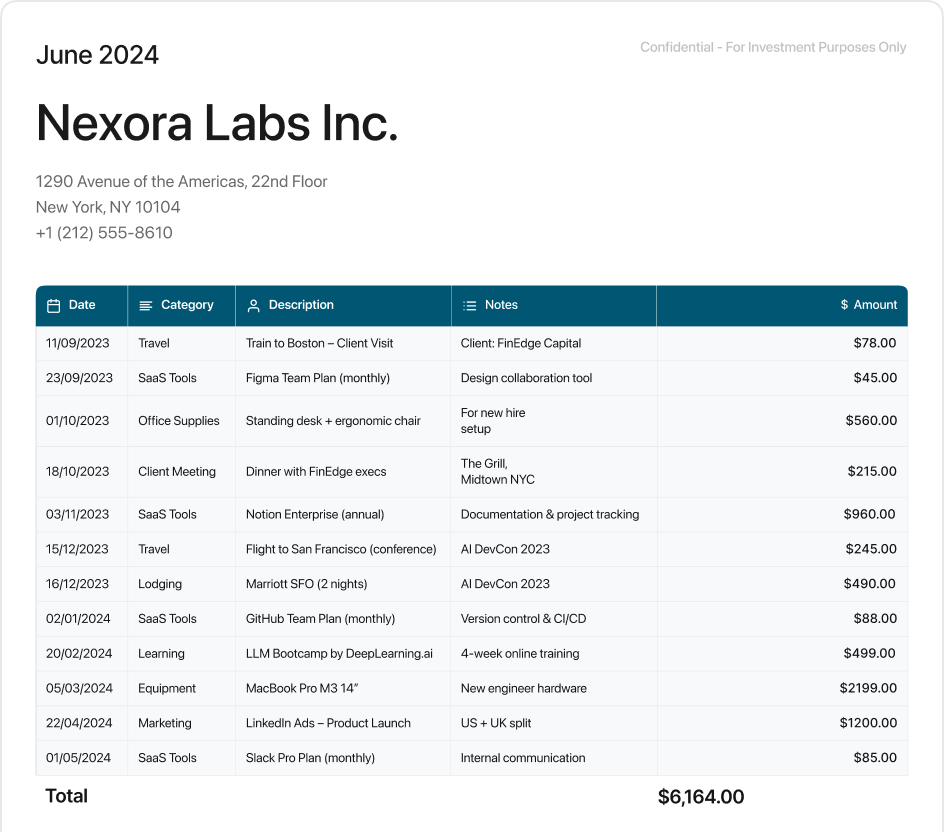 June 2024
Confidential - For Investment Purposes Only
Nexora Labs Inc.
1290 Avenue of the Americas, 22nd Floor
New York, NY 10104
+1 (212) 555-8610
Date Category Description Notes $ Amount
11/09/2023 Travel Train to Boston – Client Visit Client: FinEdge Capital $78.00
23/09/2023 SaaS Tools Figma Team Plan (monthly) Design collaboration tool $45.00
01/10/2023 Office Supplies Standing desk + ergonomic chair For new hire
setup $560.00
18/10/2023 Client Meeting Dinner with FinEdge execs The Grill,
Midtown NYC $215.00
03/11/2023 SaaS Tools Notion Enterprise (annual) Documentation & project tracking $960.00
15/12/2023 Travel Flight to San Francisco (conference) AI DevCon 2023 $245.00
16/12/2023 Lodging Marriott SFO (2 nights) AI DevCon 2023 $490.00
02/01/2024 SaaS Tools GitHub Team Plan (monthly) Version control & CI/CD $88.00
20/02/2024 Learning LLM Bootcamp by DeepLearning.ai 4-week online training $499.00
05/03/2024 Equipment MacBook Pro M3 14″ New engineer hardware $2199.00
22/04/2024 Marketing LinkedIn Ads – Product Launch US + UK split $1200.00
01/05/2024 SaaS Tools Slack Pro Plan (monthly) Internal communication $85.00
Total $6,164.00